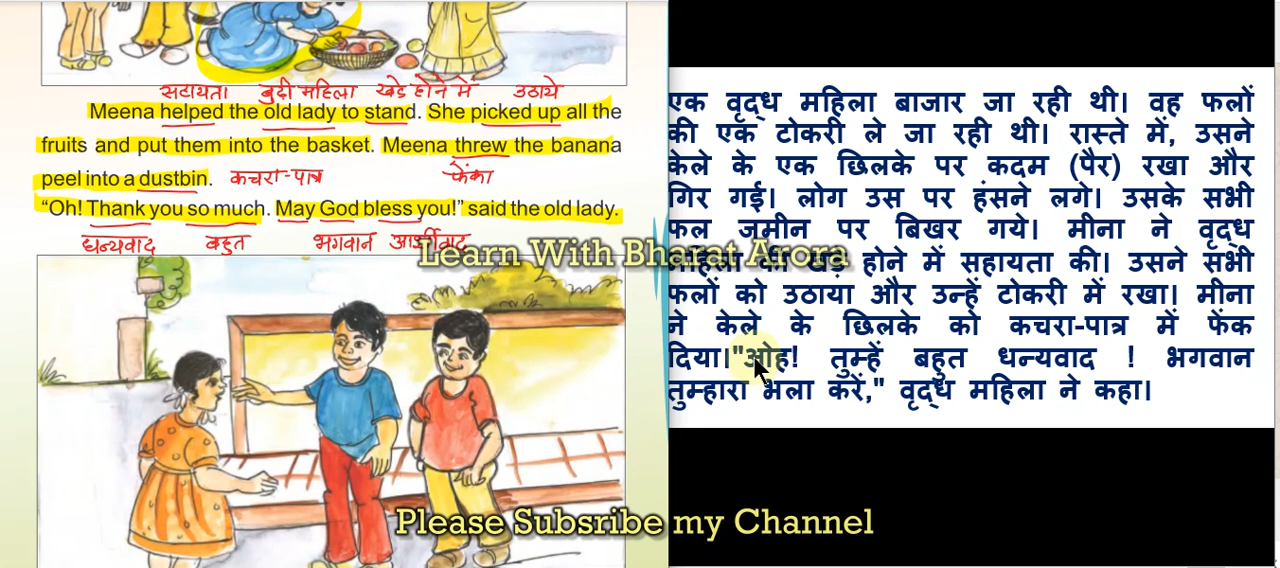 सहायता बुढ़ी महिला खड़े होने में उठाये
Meena helped the old lady to stand. She picked up all the
fruits and put them into the basket. Meena threw the banana
peel into a dustbin. कचरा-पात्र फेंका
“Oh! Thank you so much. May God bless you!” said the old lady.
धन्यवाद बहुत भगवान आर्शीवाद
एक वृद्ध महिला बाजार जा रही थी। वह फलों
की एक टोकरी ले जा रही थी। रास्ते में, उसने
केले के एक छिलके पर कदम (पैर) रखा और
गिर गई। लोग उस पर हंसने लगे। उसके सभी
फल जमीन पर बिखर गये। मीना ने वृद्ध
महिला की खड़े होने में सहायता की। उसने सभी
फलों को उठाया और उन्हें टोकरी में रखा। मीना
ने केले के छिलके को कचरा-पात्र में फेंक
दिया।"ओह! तुम्हें बहुत धन्यवाद ! भगवान
तुम्हारा भला करें," वृद्ध महिला ने कहा।
Learn With Bharat Arora
Please Subsribe my Channel